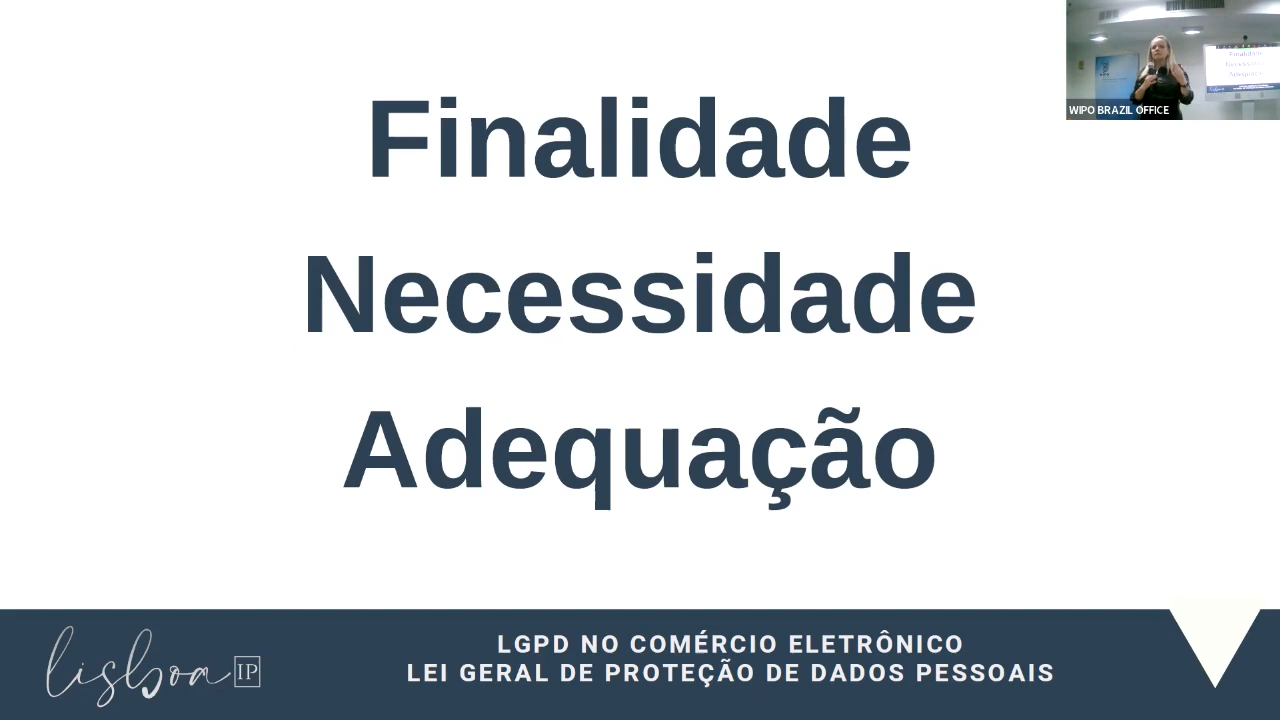 WIPO BRAZIL OFFICE
Finalidade
Necessidade
Adequação
lisboa IP
LGPD NO COMÉRCIO ELETRÔNICO
LEI GERAL DE PROTEÇÃO DE DADOS PESSOAIS